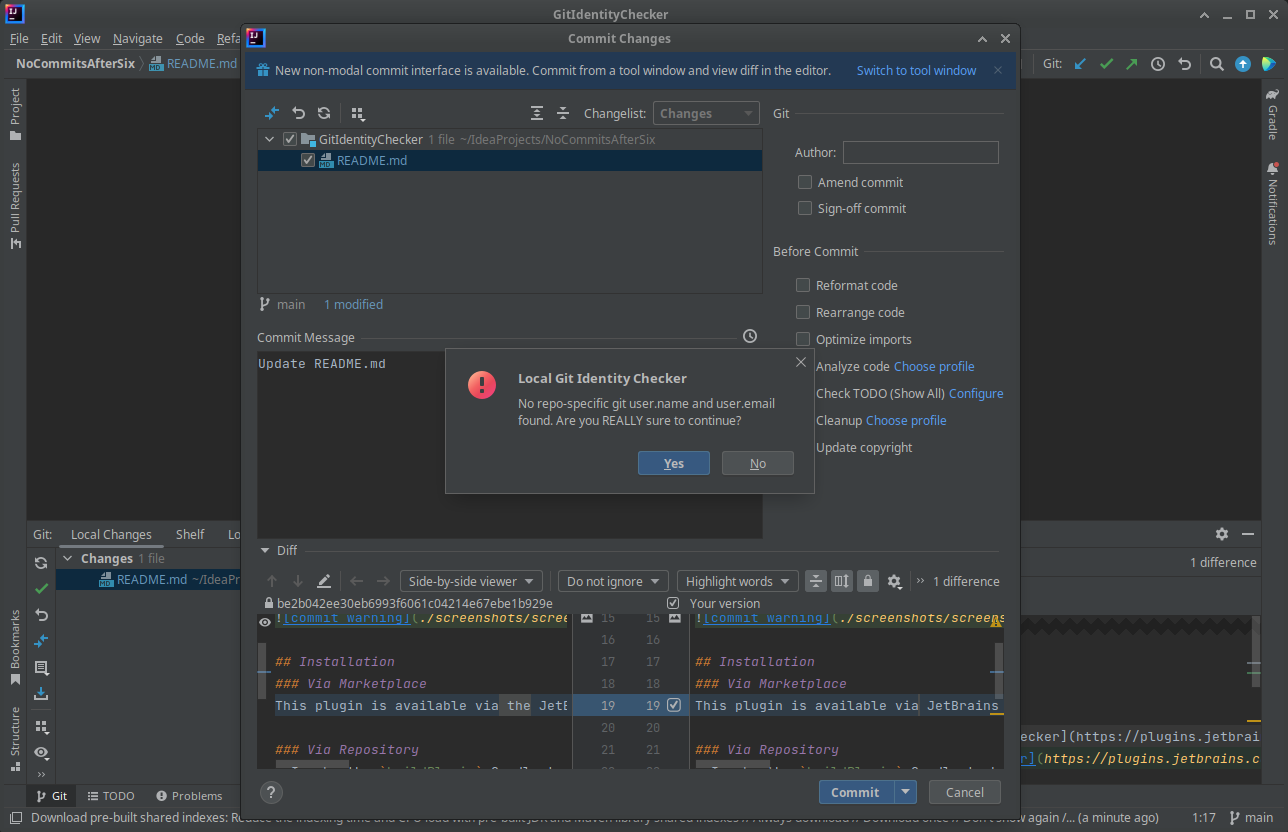 GitIdentityChecker
File Edit View Navigate Code Refa
NoCommitsAfterSix README.md
Git:
Project
Pull Requests
Bookmarks
Structure
Commit Changes
New non-modal commit interface is available. Commit from a tool window and view diff in the editor. Switch to tool window
Changelist: Changes
GitIdentityChecker 1 file ~/IdeaProjects/NoCommitsAfterSix
README.md
main 1 modified
Git
Author:
Amend commit
Sign-off commit
Before Commit
Reformat code
Rearrange code
Optimize imports
Analyze code Choose profile
Check TODO (Show All) Configure
Cleanup Choose profile
Update copyright
Commit Message
Update README.md
Local Git Identity Checker
No repo-specific git user.name and user.email
found. Are you REALLY sure to continue?
Yes No
Diff
Side-by-side viewer Do not ignore Highlight words 1 difference
be2b042ee30eb6993f6061c04214e67ebe1b929e Your version
![commit warning](./screenshots/scree 15 15 ![commit warning](./screenshots/screens
16 16
## Installation 17 17 ## Installation
### Via Marketplace 18 18 ### Via Marketplace
This plugin is available via the JetB 19 19 This plugin is available via JetBrains
20 20
### Via Repository 21 21 ### Via Repository
? Commit Cancel
Gradle
Notifications
Git: Local Changes Shelf Lo
Changes 1 file
README.md ~/IdeaPr
1 difference
ecker](https://plugins.jetbrai
r](https://plugins.jetbrains.c
Git TODO Problems
Download pre-built shared indexes: Reduce the indexing time and CPU load with pre-built JDK and Maven library shared indexes // Always download // Download once // Don't show again /... (a minute ago) 1:17 main